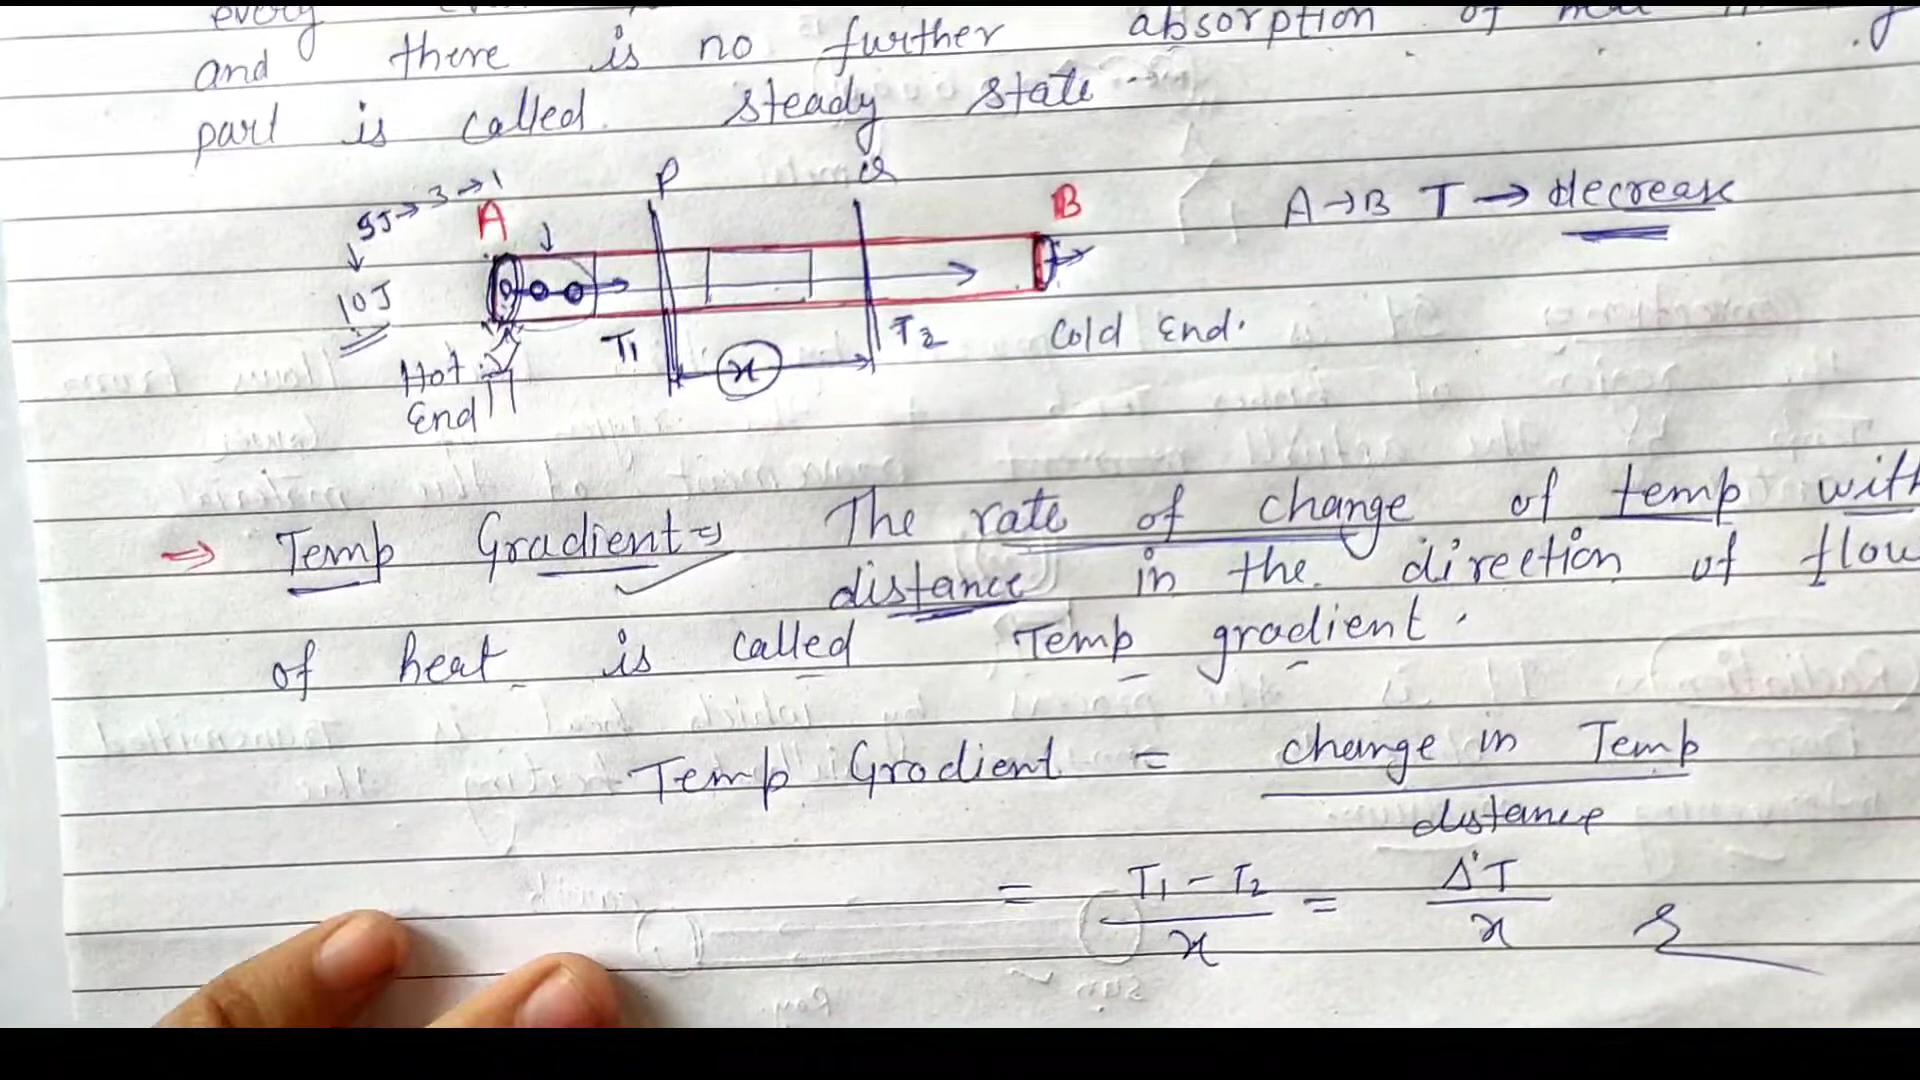 every
and there is no further absorption of
part is called. steady state
P
5J → 3 → 1
A
B
A→B T → decrease
10J
T1
x
T2
Cold End.
Hot
End
⇒ Temp Gradient ⇒ The rate of change of temp with
distance in the direction of flow
of heat is called Temp gradient.
Temp Gradient = change in Temp
distance
= T1 - T2 = ΔT
x x